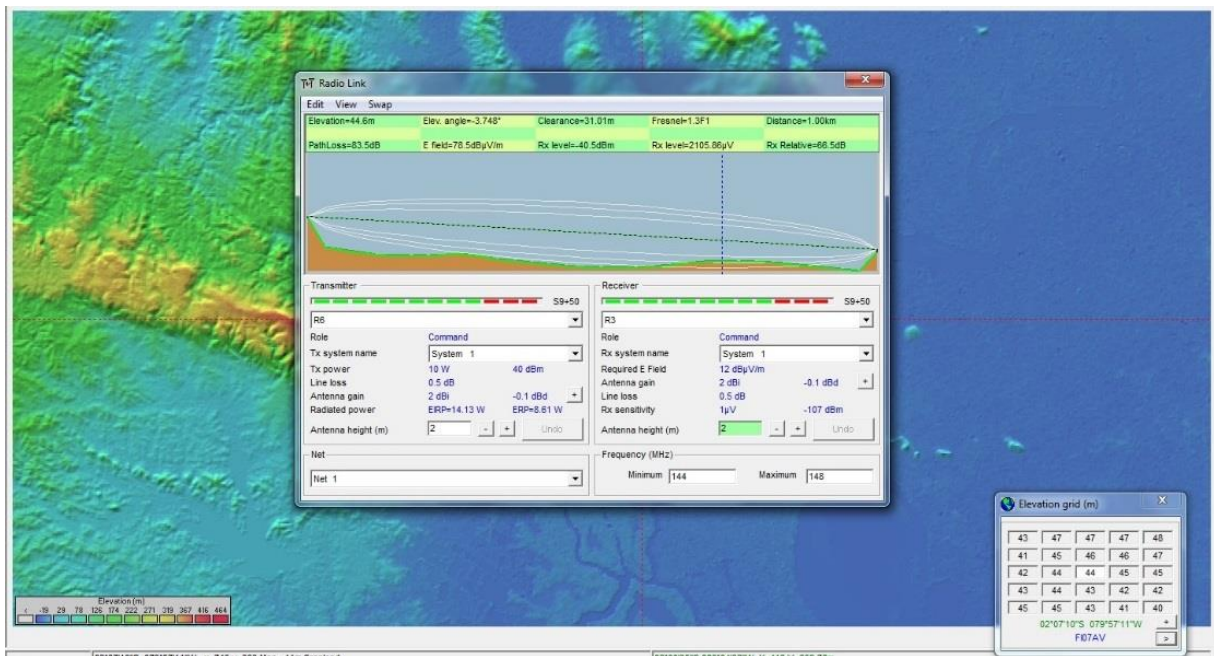 Radio Link
Edit View Swap
Elevation=44.6m Elev. angle=-3.748° Clearance=31.01m Fresnel=1.3F1 Distance=1.00km
PathLoss=83.5dB E field=78.5dBµV/m Rx level=-40.5dBm Rx level=2105.86µV Rx Relative=66.5dB
Transmitter
S9+50
R6
Role Command
Tx system name System 1
Tx power 10 W 40 dBm
Line loss 0.5 dB
Antenna gain 2 dBi -0.1 dBd +
Radiated power EIRP=14.13 W ERP=8.61 W
Antenna height (m) 2 - + Undo
Net
Net 1
Receiver
S9+50
R3
Role Command
Rx system name System 1
Required E Field 12 dBµV/m
Antenna gain 2 dBi -0.1 dBd +
Line loss 0.5 dB
Rx sensitivity 1µV -107 dBm
Antenna height (m) 2 - + Undo
Frequency (MHz)
Minimum 144 Maximum 148
Elevation grid (m)
43 47 47 47 48
41 45 46 46 47
42 44 44 45 45
43 44 43 42 42
45 45 43 41 40
02°07'10"S 079°57'11"W +
FI07AV >
Elevation (m)
< -19 29 78 126 174 222 271 319 367 416 464